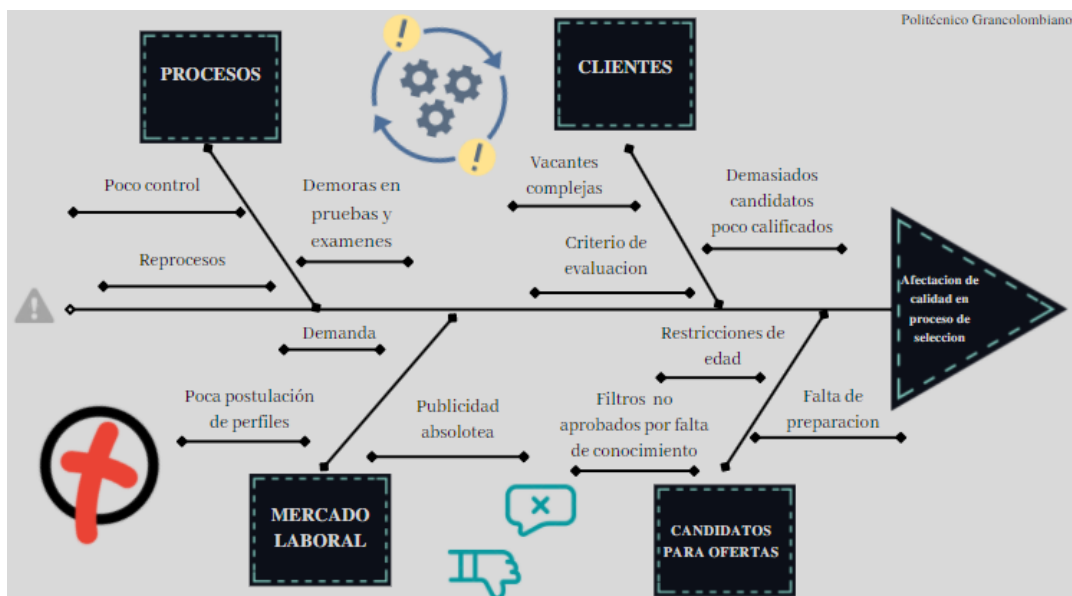 Politécnico Grancolombiano
PROCESOS
CLIENTES
Poco control
Demoras en
pruebas y
examenes
Reprocesos
Vacantes
complejas
Demasiados
candidatos
poco calificados
Criterio de
evaluacion
Afectacion de
calidad en
proceso de
seleccion
Demanda
Poca postulación
de perfiles
Publicidad
absolotea
Restricciones de
edad
Filtros no
aprobados por falta
de conocimiento
Falta de
preparacion
MERCADO
LABORAL
CANDIDATOS
PARA OFERTAS